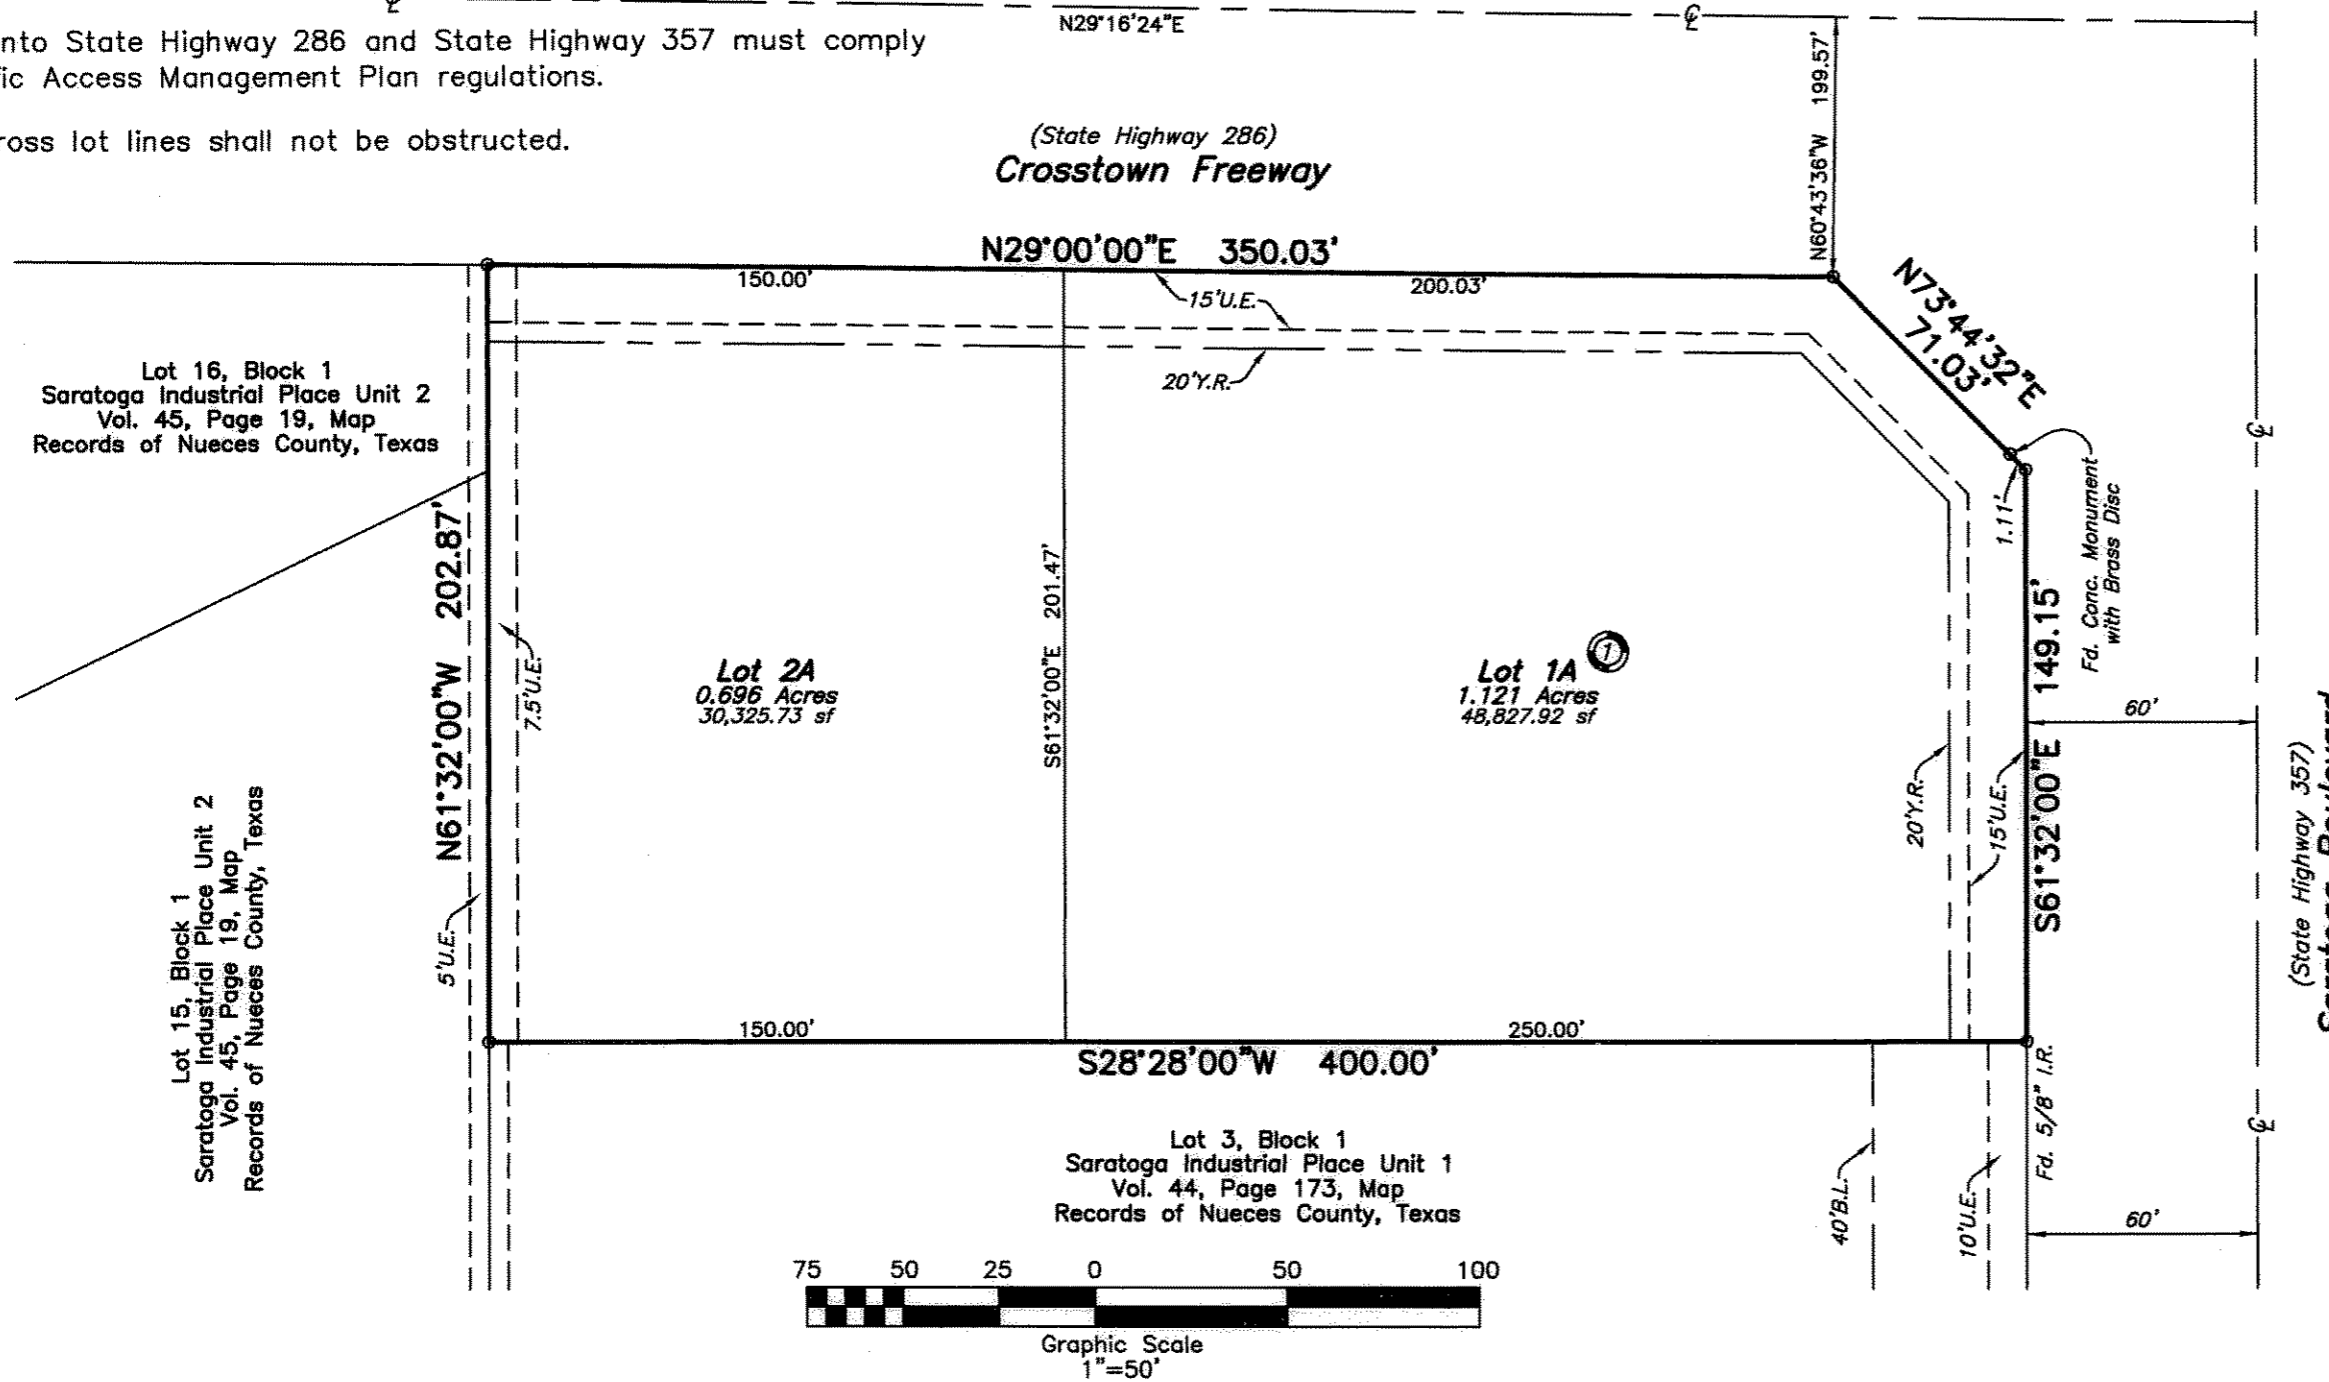 N29°16'24"E
nto State Highway 286 and State Highway 357 must comply
ic Access Management Plan regulations.
ross lot lines shall not be obstructed.
(State Highway 286)
Crosstown Freeway
N60°43'36"W 199.57'
N29°00'00"E 350.03'
150.00'
200.03'
15'U.E.
20'Y.R.
N73°44'32"E
71.03'
1.11'
Fd. Conc. Monument
with Brass Disc
Lot 16, Block 1
Saratoga Industrial Place Unit 2
Vol. 45, Page 19, Map
Records of Nueces County, Texas
N61°32'00"W 202.87'
7.5'U.E.
5'U.E.
Lot 2A
0.696 Acres
30,325.73 sf
S61°32'00"E 201.47'
Lot 1A
1
1.121 Acres
48,827.92 sf
20'Y.R.
15'U.E.
S61°32'00"E 149.15'
60'
(State Highway 357)
Lot 15, Block 1
Saratoga Industrial Place Unit 2
Vol. 45, Page 19, Map
Records of Nueces County, Texas
150.00'
250.00'
S28°28'00"W 400.00'
Fd. 5/8" I.R.
Lot 3, Block 1
Saratoga Industrial Place Unit 1
Vol. 44, Page 173, Map
Records of Nueces County, Texas
40'B.L.
10'U.E.
60'
75 50 25 0 50 100
Graphic Scale
1"=50'